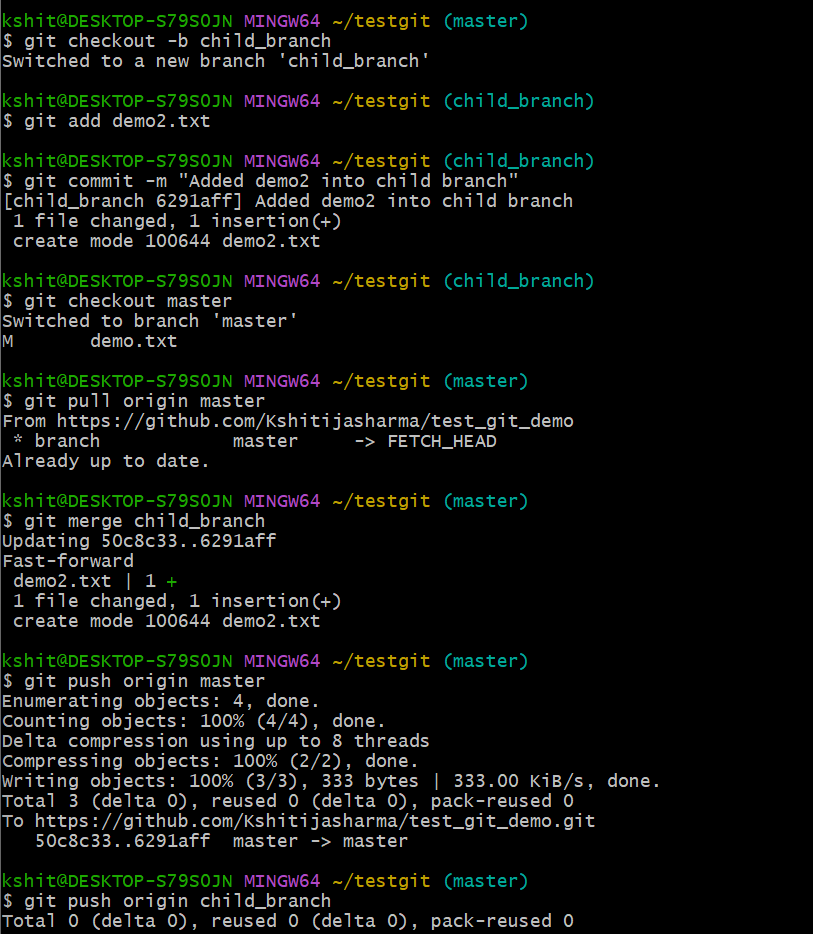 kshit@DESKTOP-S79S0JN MINGW64 ~/testgit (master)
$ git checkout -b child_branch
Switched to a new branch 'child_branch'
kshit@DESKTOP-S79S0JN MINGW64 ~/testgit (child_branch)
$ git add demo2.txt
kshit@DESKTOP-S79S0JN MINGW64 ~/testgit (child_branch)
$ git commit -m "Added demo2 into child branch"
[child_branch 6291aff] Added demo2 into child branch
1 file changed, 1 insertion(+)
create mode 100644 demo2.txt
kshit@DESKTOP-S79S0JN MINGW64 ~/testgit (child_branch)
$ git checkout master
Switched to branch 'master'
M       demo.txt
kshit@DESKTOP-S79S0JN MINGW64 ~/testgit (master)
$ git pull origin master
From https://github.com/Kshitijasharma/test_git_demo
* branch            master     -> FETCH_HEAD
Already up to date.
kshit@DESKTOP-S79S0JN MINGW64 ~/testgit (master)
$ git merge child_branch
Updating 50c8c33..6291aff
Fast-forward
demo2.txt | 1 +
1 file changed, 1 insertion(+)
create mode 100644 demo2.txt
kshit@DESKTOP-S79S0JN MINGW64 ~/testgit (master)
$ git push origin master
Enumerating objects: 4, done.
Counting objects: 100% (4/4), done.
Delta compression using up to 8 threads
Compressing objects: 100% (2/2), done.
Writing objects: 100% (3/3), 333 bytes | 333.00 KiB/s, done.
Total 3 (delta 0), reused 0 (delta 0), pack-reused 0
To https://github.com/Kshitijasharma/test_git_demo.git
50c8c33..6291aff  master -> master
kshit@DESKTOP-S79S0JN MINGW64 ~/testgit (master)
$ git push origin child_branch
Total 0 (delta 0), reused 0 (delta 0), pack-reused 0